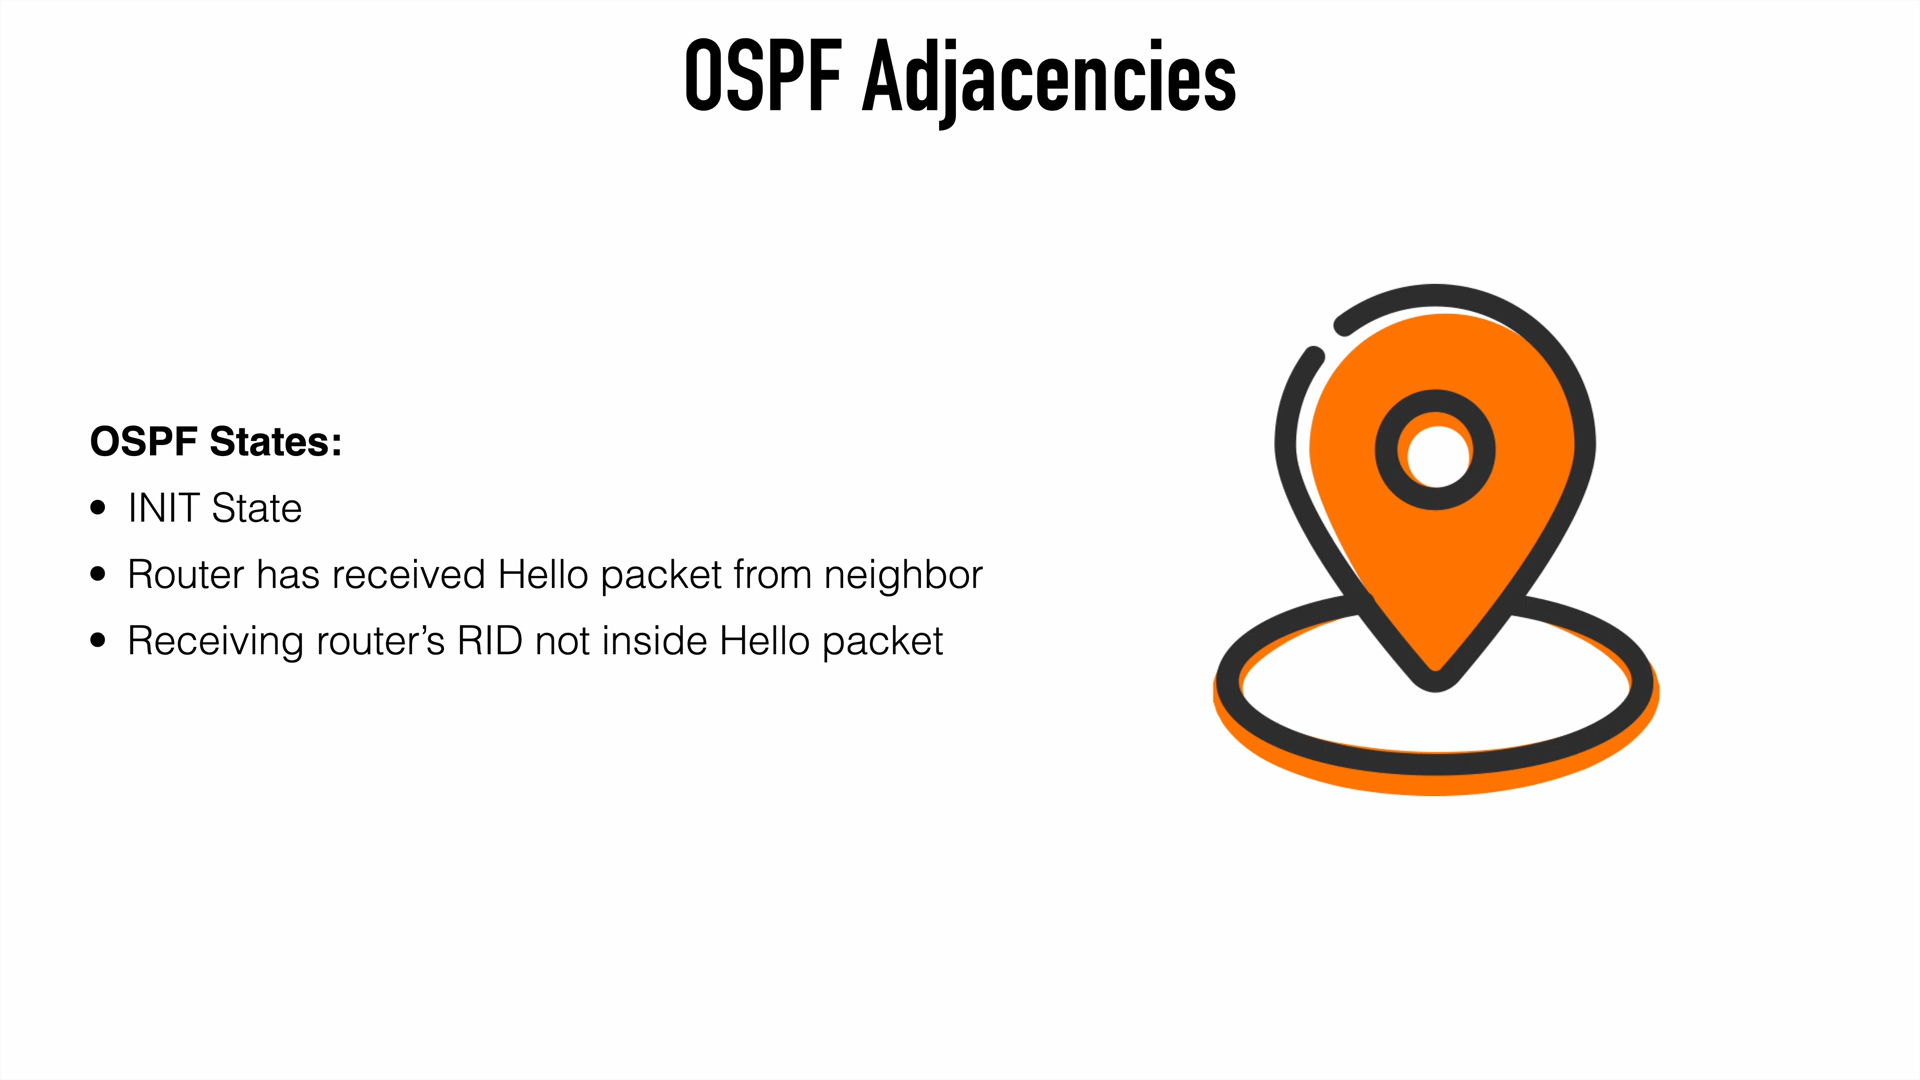 OSPF Adjacencies
OSPF States:
• INIT State
• Router has received Hello packet from neighbor
• Receiving router’s RID not inside Hello packet